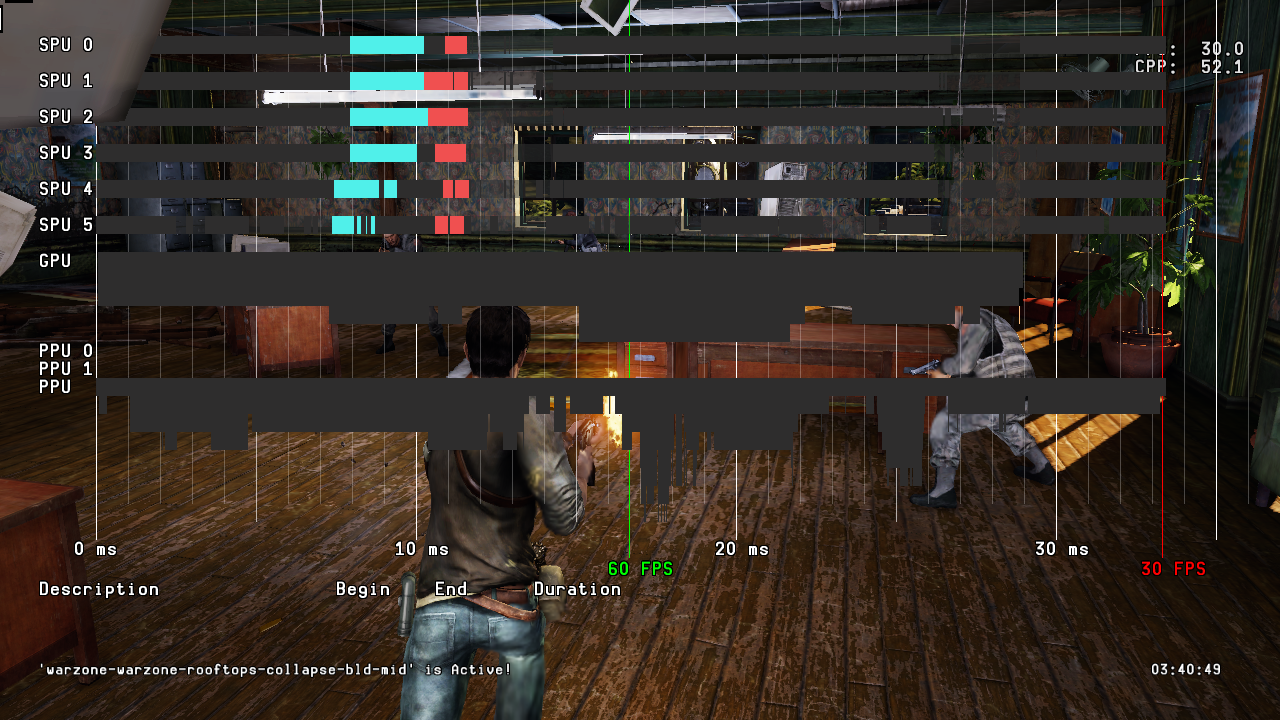 SPU 0
: 30.0
CPP: 52.1
SPU 1
SPU 2
SPU 3
SPU 4
SPU 5
GPU
PPU 0
PPU 1
PPU
0 ms 10 ms 20 ms 30 ms
60 FPS 30 FPS
Description Begin End Duration
'warzone-warzone-rooftops-collapse-bld-mid' is Active! 03:40:49